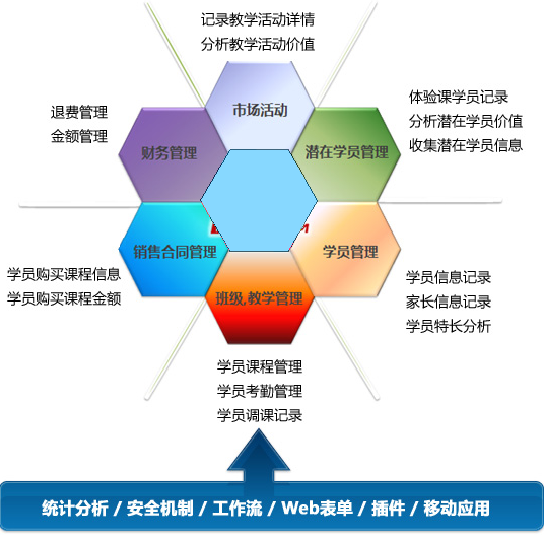 记录教学活动详情
分析教学活动价值
市场活动
退费管理
金额管理
财务管理
体验课学员记录
分析潜在学员价值
收集潜在学员信息
潜在学员管理
销售合同管理
学员购买课程信息
学员购买课程金额
学员管理
学员信息记录
家长信息记录
学员特长分析
班级,教学管理
学员课程管理
学员考勤管理
学员调课记录
统计分析 / 安全机制 / 工作流 / Web表单 / 插件 / 移动应用